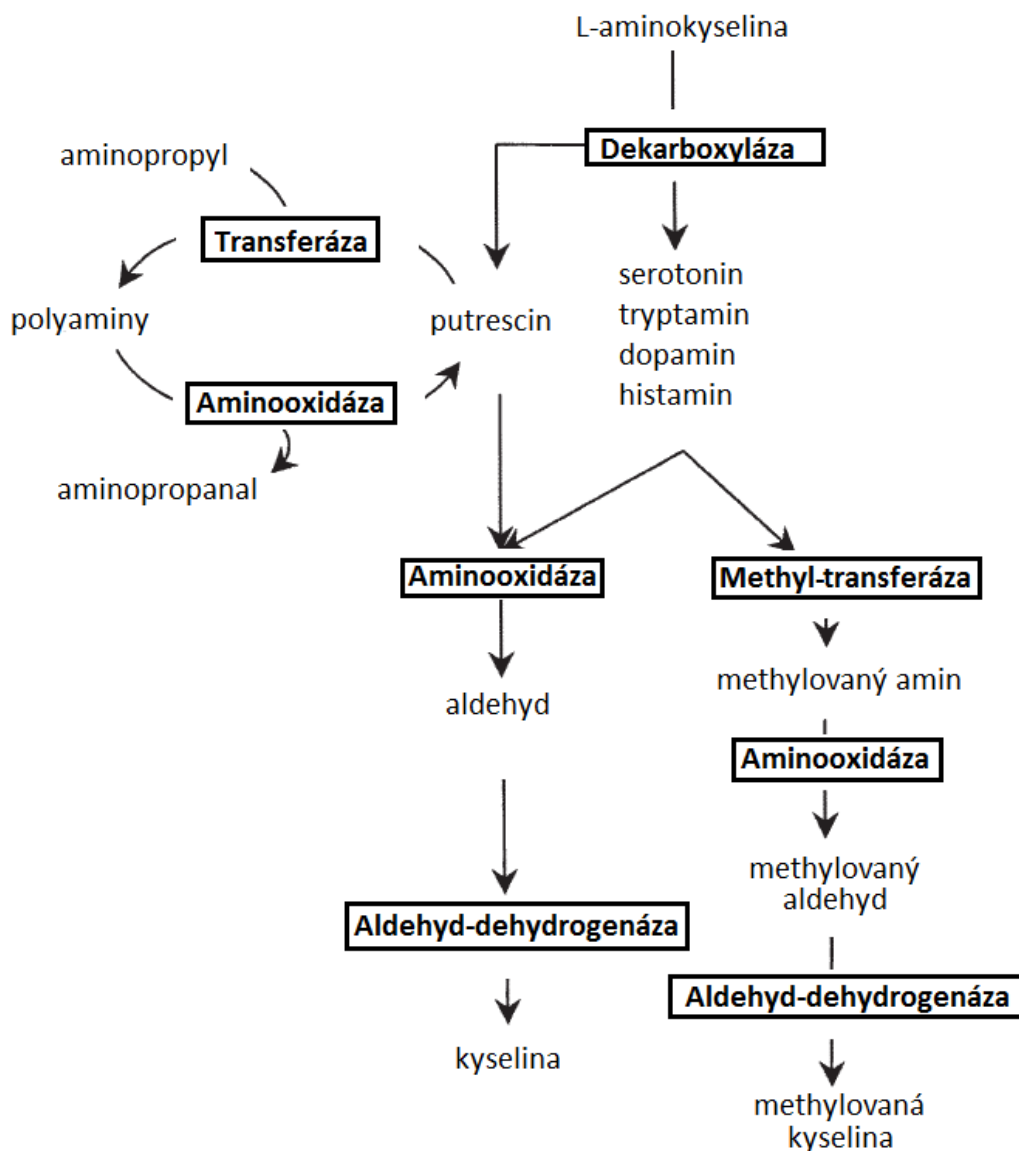 L-aminokyselina
Dekarboxyláza
aminopropyl
Transferáza
serotonin
polyaminy
putrescin
tryptamin
dopamin
histamin
Aminooxidáza
aminopropanal
Aminooxidáza
Methyl-transferáza
aldehyd
methylovaný amin
Aminooxidáza
methylovaný
aldehyd
Aldehyd-dehydrogenáza
Aldehyd-dehydrogenáza
kyselina
methylovaná
kyselina